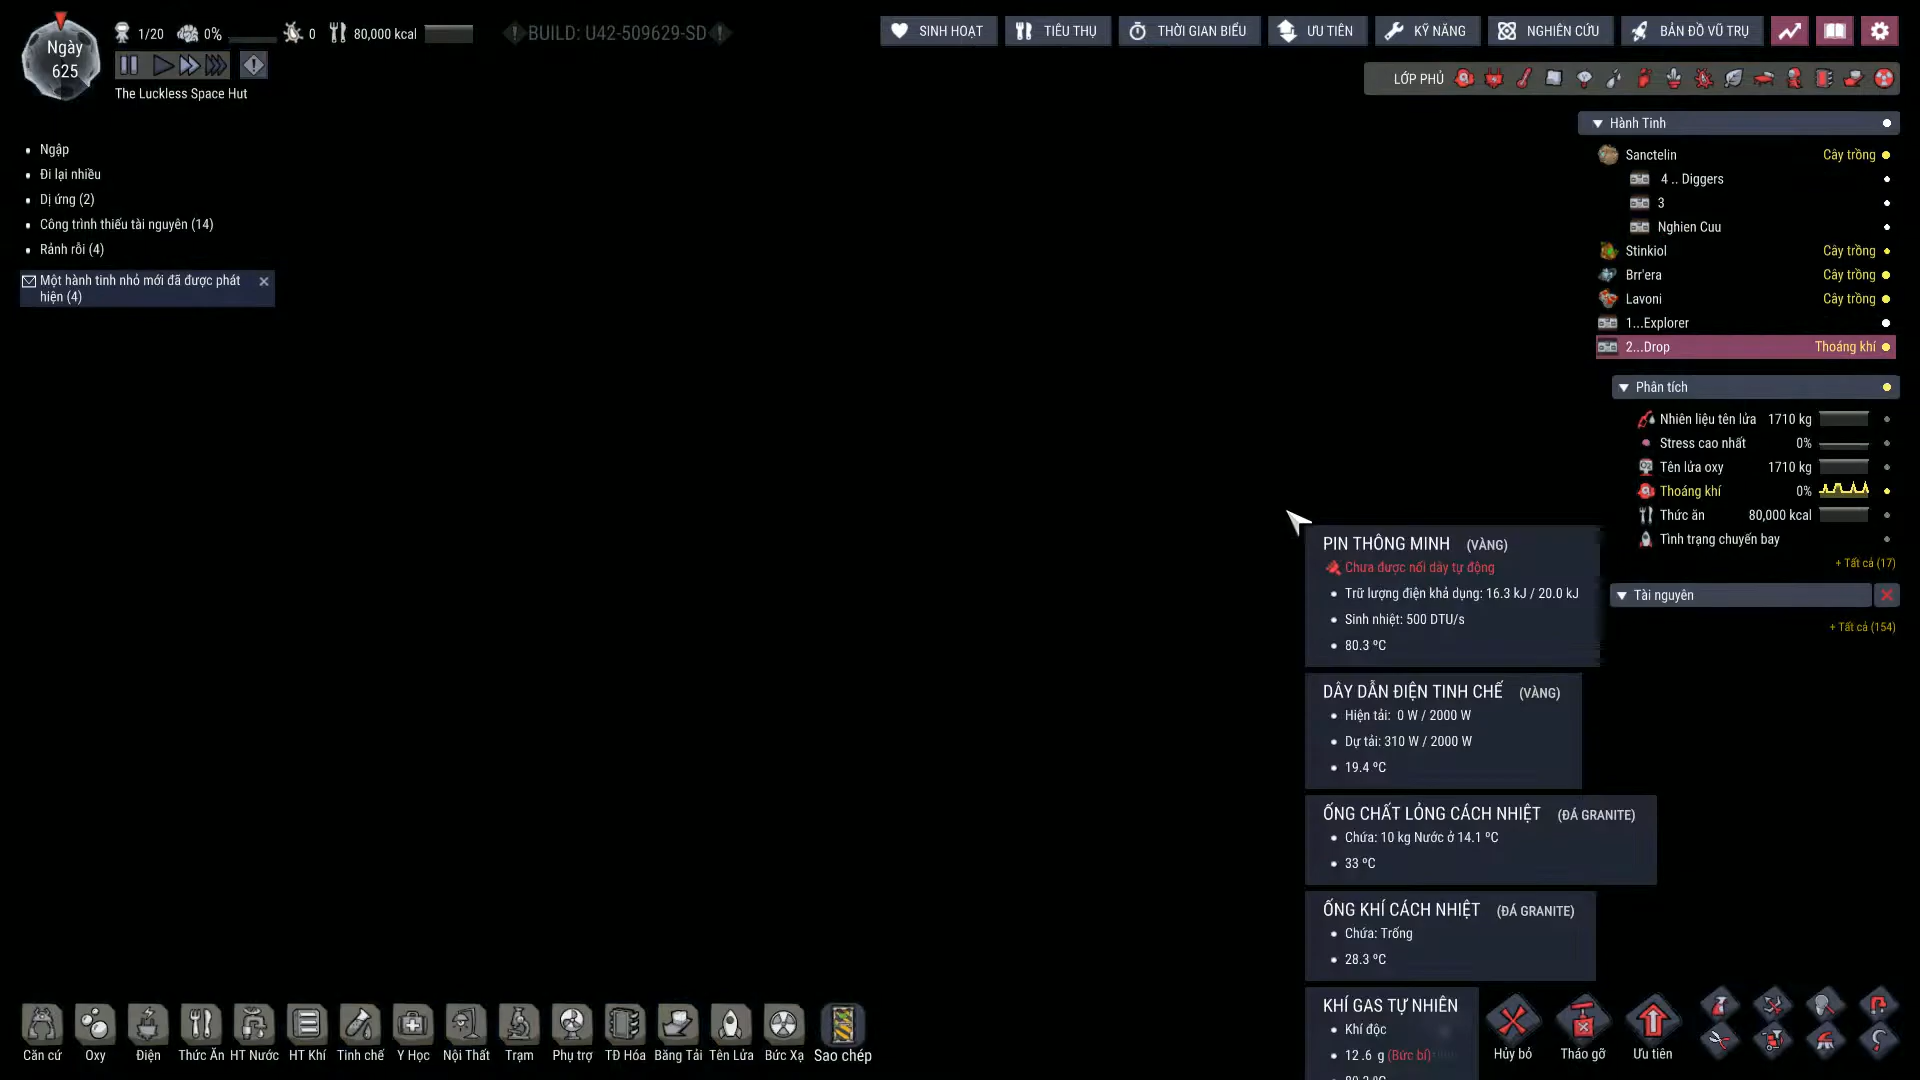 Ngày
625
1/20
0%
0
80,000 kcal
BUILD: U42-509629-SD
The Luckless Space Hut
SINH HOẠT
TIÊU THỤ
THỜI GIAN BIỂU
ƯU TIÊN
KỸ NĂNG
NGHIÊN CỨU
BẢN ĐỒ VŨ TRỤ
LỚP PHỦ
Ngập
Đi lại nhiều
Dị ứng (2)
Công trình thiếu tài nguyên (14)
Rảnh rỗi (4)
Một hành tinh nhỏ mới đã được phát
hiện (4)
Hành Tinh
Sanctelin Cây trồng
4 .. Diggers
3
Nghien Cuu
Stinkiol Cây trồng
Brr'era Cây trồng
Lavoni Cây trồng
1...Explorer
2...Drop Thoáng khí
Phân tích
Nhiên liệu tên lửa 1710 kg
Stress cao nhất 0%
Tên lửa oxy 1710 kg
Thoáng khí 0%
Thức ăn 80,000 kcal
Tình trạng chuyến bay
+ Tất cả (17)
Tài nguyên
+ Tất cả (154)
PIN THÔNG MINH (VÀNG)
Chưa được nối dây tự động
Trữ lượng điện khả dụng: 16.3 kJ / 20.0 kJ
Sinh nhiệt: 500 DTU/s
80.3 ºC
DÂY DẪN ĐIỆN TINH CHẾ (VÀNG)
Hiện tải: 0 W / 2000 W
Dự tải: 310 W / 2000 W
19.4 ºC
ỐNG CHẤT LỎNG CÁCH NHIỆT (ĐÁ GRANITE)
Chứa: 10 kg Nước ở 14.1 ºC
33 ºC
ỐNG KHÍ CÁCH NHIỆT (ĐÁ GRANITE)
Chứa: Trống
28.3 ºC
KHÍ GAS TỰ NHIÊN
Khí độc
12.6 g (Bức bí)
Căn cứ
Oxy
Điện
Thức Ăn
HT Nước
HT Khí
Tinh chế
Y Học
Nội Thất
Trạm
Phụ trợ
TĐ Hóa
Băng Tải
Tên Lửa
Bức Xạ
Sao chép
Hủy bỏ
Tháo gỡ
Ưu tiên